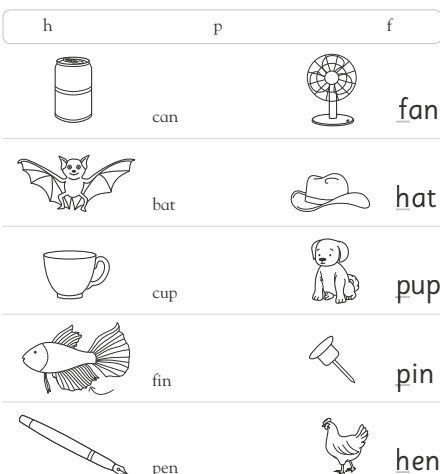 h p f
can fan
bat hat
cup pup
fin pin
pen hen